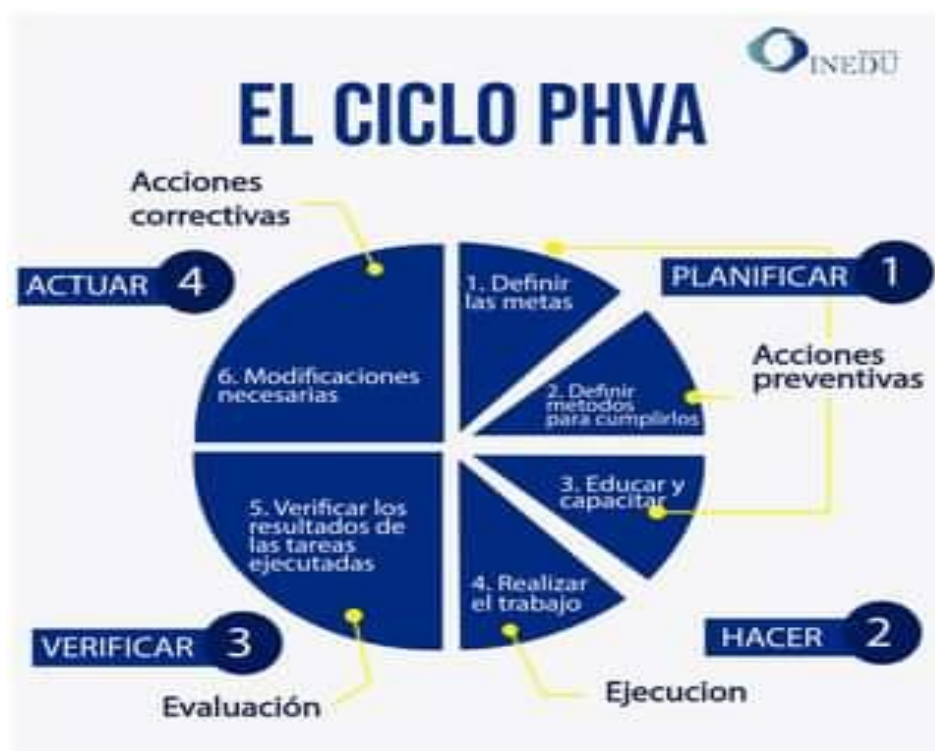 INEDU
EL CICLO PHVA
Acciones
correctivas
ACTUAR 4
PLANIFICAR 1
1. Definir
las metas
Acciones
preventivas
2. Definir
metodos
para cumplirlos
6. Modificaciones
necesarias
3. Educar y
capacitar
5. Verificar los
resultados de
las tareas
ejecutadas
4. Realizar
el trabajo
VERIFICAR 3
HACER 2
Evaluación
Ejecucion